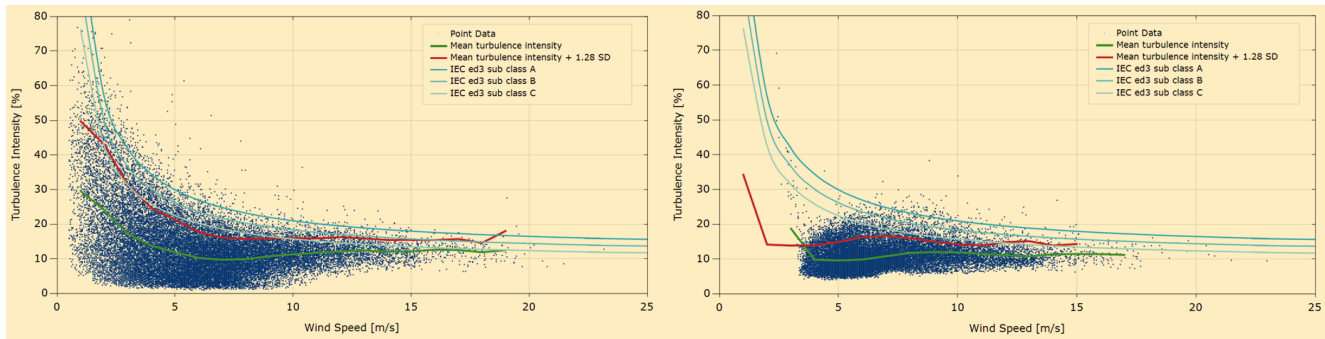 80
70
60
50
40
30
20
10
0
Turbulence Intensity [%]
Point Data
Mean turbulence intensity
Mean turbulence intensity + 1.28 SD
IEC ed3 sub class A
IEC ed3 sub class B
IEC ed3 sub class C
0 5 10 15 20 25
Wind Speed [m/s]
80
70
60
50
40
30
20
10
0
Turbulence Intensity [%]
Point Data
Mean turbulence intensity
Mean turbulence intensity + 1.28 SD
IEC ed3 sub class A
IEC ed3 sub class B
IEC ed3 sub class C
0 5 10 15 20 25
Wind Speed [m/s]